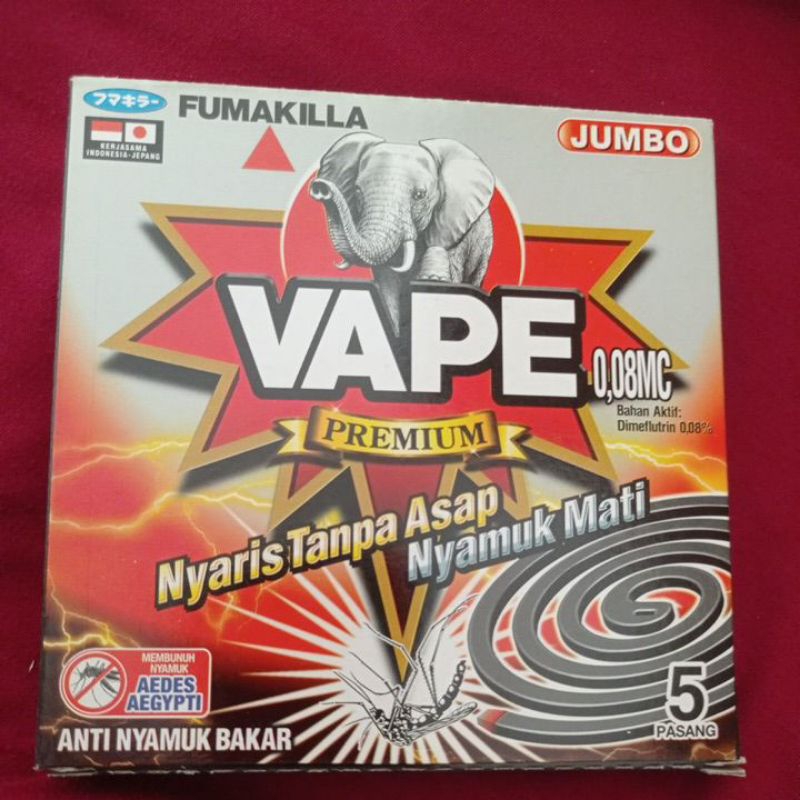 フマキラー
FUMAKILLA
KERJASAMA
INDONESIA-JEPANG
JUMBO
VAPE
0,08MC
Bahan Aktif:
Dimeflutrin 0,08%
PREMIUM
Nyaris Tanpa Asap
Nyamuk Mati
MEMBUNUH
NYAMUK
AEDES
AEGYPTI
ANTI NYAMUK BAKAR
5
PASANG